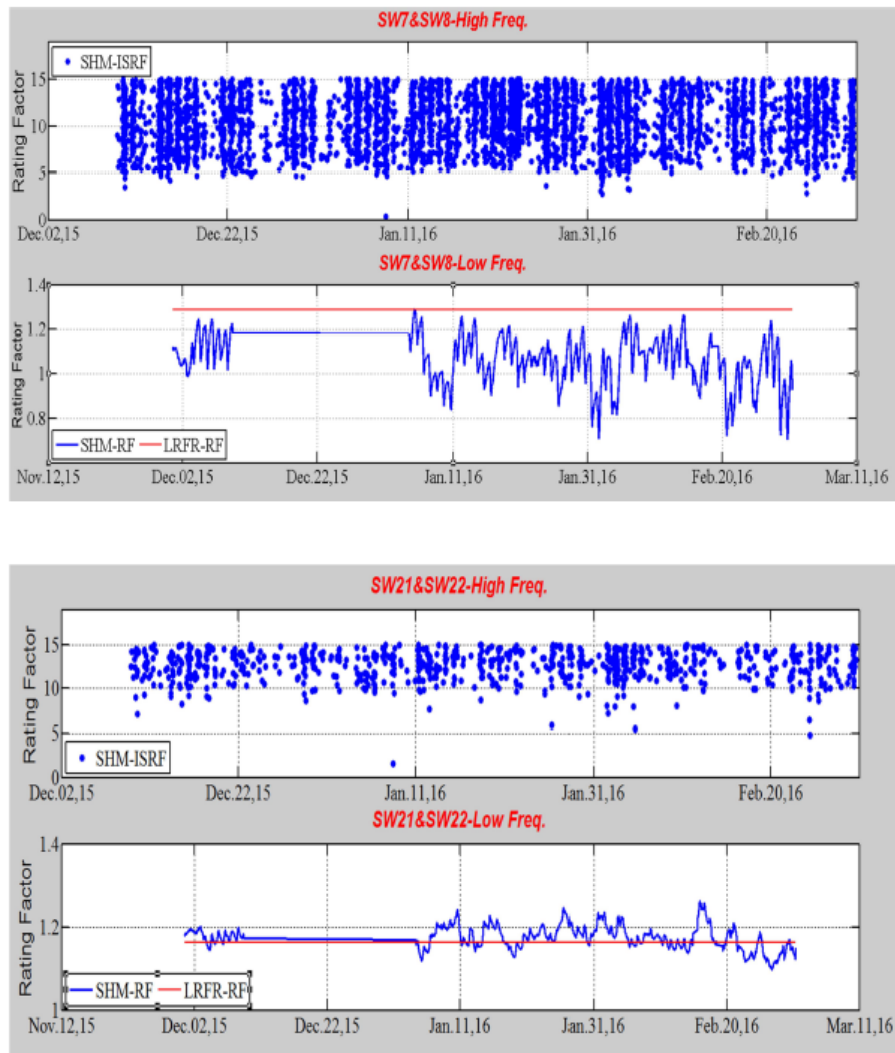 SW7&SW8-High Freq.
SHM-ISRF
Rating Factor
15
10
5
0
Dec.02,15 Dec.22,15 Jan.11,16 Jan.31,16 Feb.20,16
SW7&SW8-Low Freq.
Rating Factor
1.4
1.2
1
0.8
SHM-RF LRFR-RF
Nov.12,15 Dec.02,15 Dec.22,15 Jan.11,16 Jan.31,16 Feb.20,16 Mar.11,16
SW21&SW22-High Freq.
Rating Factor
15
10
5
SHM-ISRF
0
Dec.02,15 Dec.22,15 Jan.11,16 Jan.31,16 Feb.20,16
SW21&SW22-Low Freq.
Rating Factor
1.4
1.2
SHM-RF LRFR-RF
1
Nov.12,15 Dec.02,15 Dec.22,15 Jan.11,16 Jan.31,16 Feb.20,16 Mar.11,16